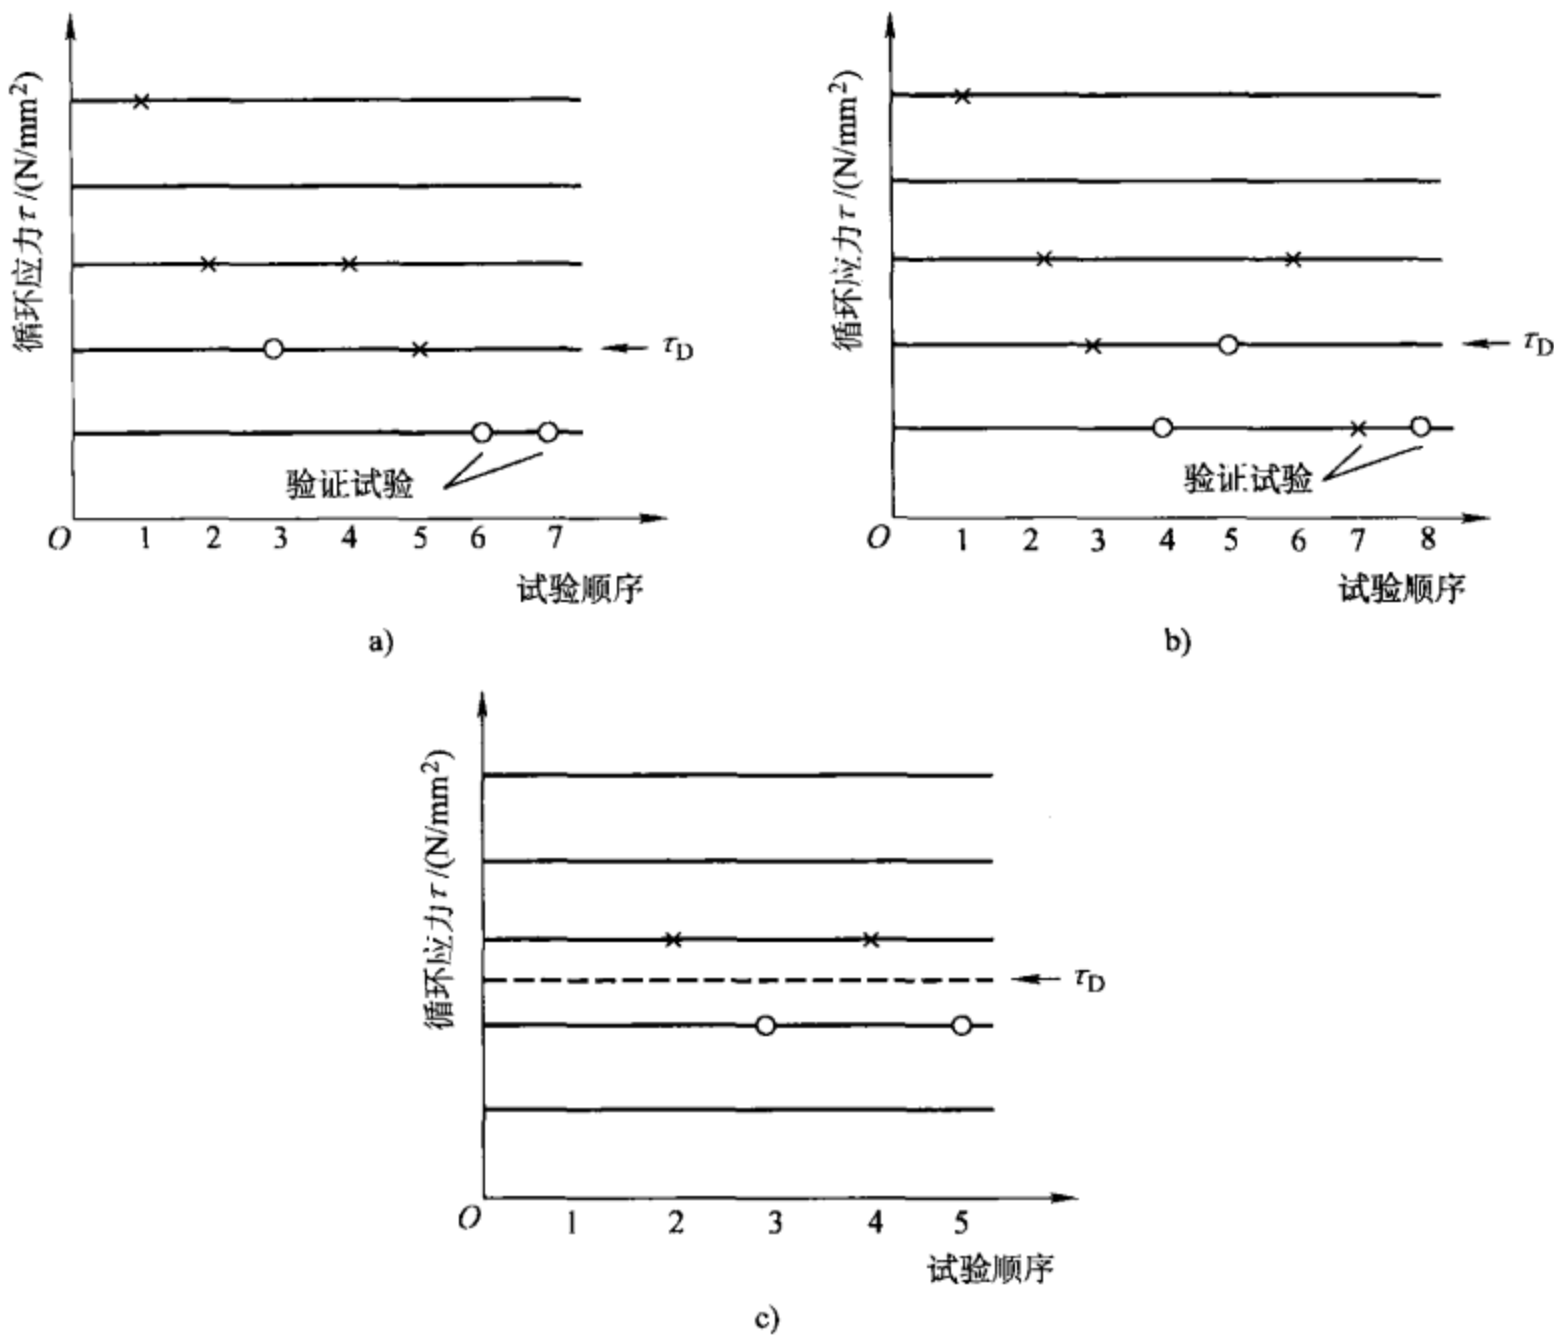 循环应力τ/(N/mm²)
τD
验证试验
O 1 2 3 4 5 6 7
试验顺序
a)
循环应力τ/(N/mm²)
τD
验证试验
O 1 2 3 4 5 6 7 8
试验顺序
b)
循环应力τ/(N/mm²)
τD
O 1 2 3 4 5
试验顺序
c)